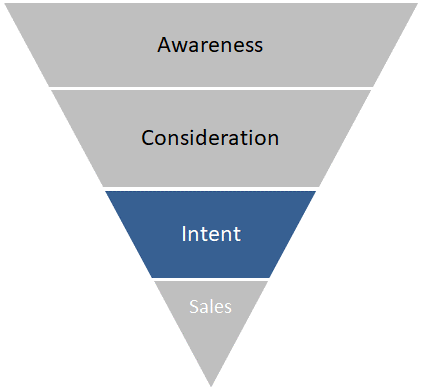 Awareness
Consideration
Intent
Sales